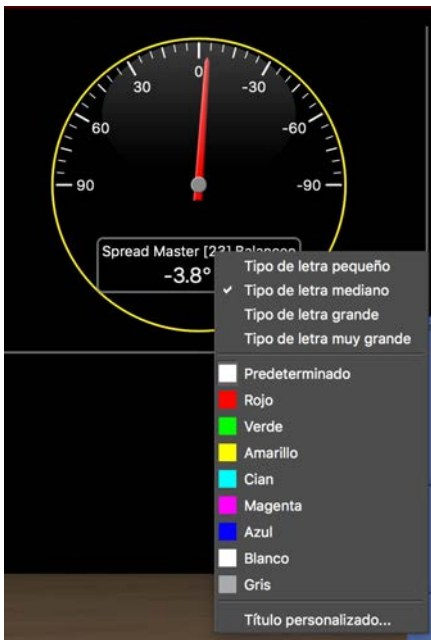 0
30
-30
60
-60
90
-90
Spread Master [23] Balanceo
-3.8°
Tipo de letra pequeño
✓ Tipo de letra mediano
Tipo de letra grande
Tipo de letra muy grande
Predeterminado
Rojo
Verde
Amarillo
Cian
Magenta
Azul
Blanco
Gris
Título personalizado...